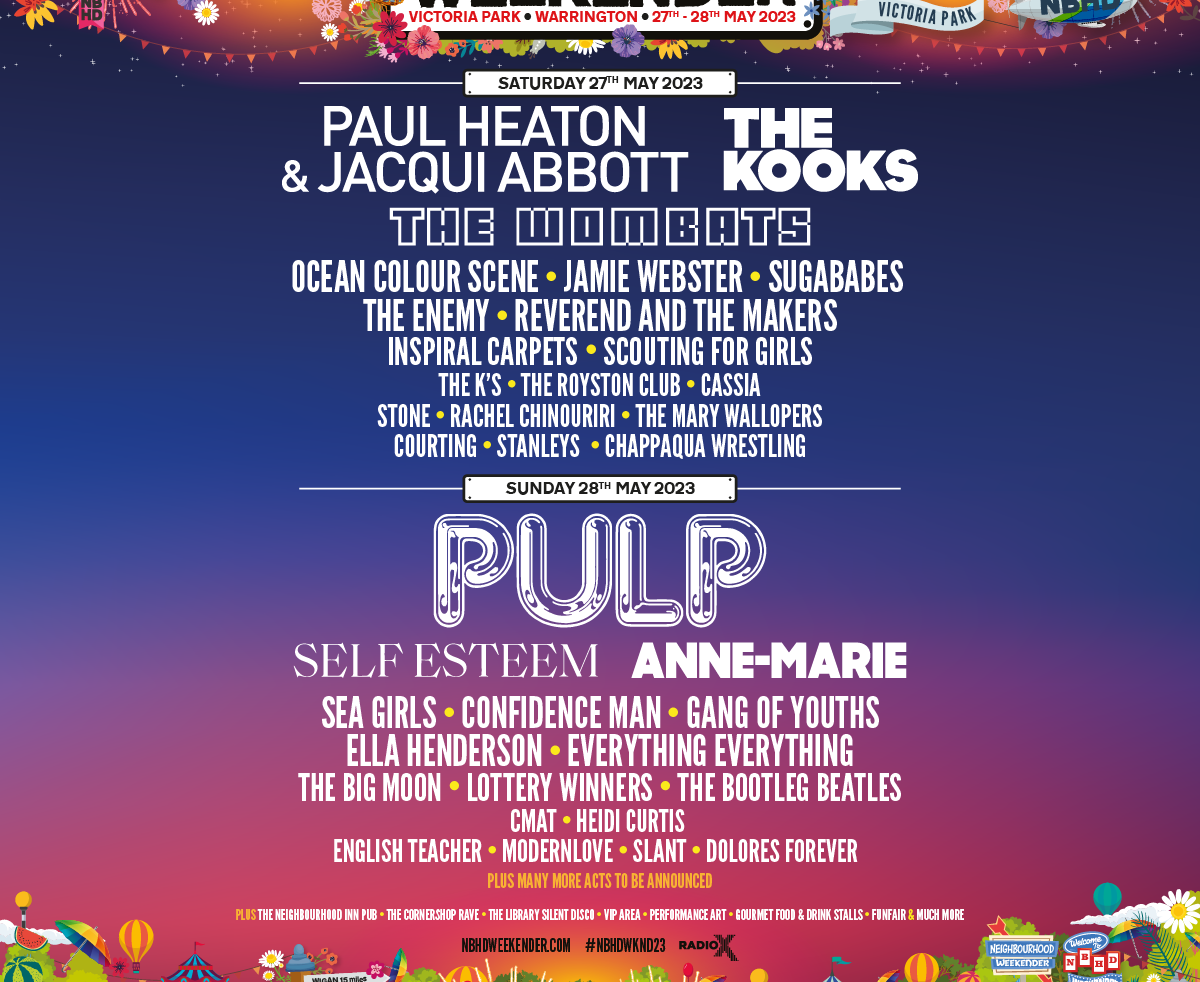 NBHD
WEEKENDER
VICTORIA PARK • WARRINGTON • 27TH - 28TH MAY 2023
VICTORIA PARK
NBHD
SATURDAY 27TH MAY 2023
PAUL HEATON
& JACQUI ABBOTT
THE
KOOKS
THE WOMBATS
OCEAN COLOUR SCENE • JAMIE WEBSTER • SUGABABES
THE ENEMY • REVEREND AND THE MAKERS
INSPIRAL CARPETS • SCOUTING FOR GIRLS
THE K'S • THE ROYSTON CLUB • CASSIA
STONE • RACHEL CHINOURIRI • THE MARY WALLOPERS
COURTING • STANLEYS • CHAPPAQUA WRESTLING
SUNDAY 28TH MAY 2023
PULP
SELF ESTEEM ANNE-MARIE
SEA GIRLS • CONFIDENCE MAN • GANG OF YOUTHS
ELLA HENDERSON • EVERYTHING EVERYTHING
THE BIG MOON • LOTTERY WINNERS • THE BOOTLEG BEATLES
CMAT • HEIDI CURTIS
ENGLISH TEACHER • MODERNLOVE • SLANT • DOLORES FOREVER
PLUS MANY MORE ACTS TO BE ANNOUNCED
PLUS THE NEIGHBOURHOOD INN PUB • THE CORNERSHOP RAVE • THE LIBRARY SILENT DISCO • VIP AREA • PERFORMANCE ART • GOURMET FOOD & DRINK STALLS • FUNFAIR & MUCH MORE
NBHDWEEKENDER.COM #NBHDWKND23 RADIO X
NEIGHBOURHOOD
WEEKENDER
Welcome To
NBHD
WIGAN 15 miles